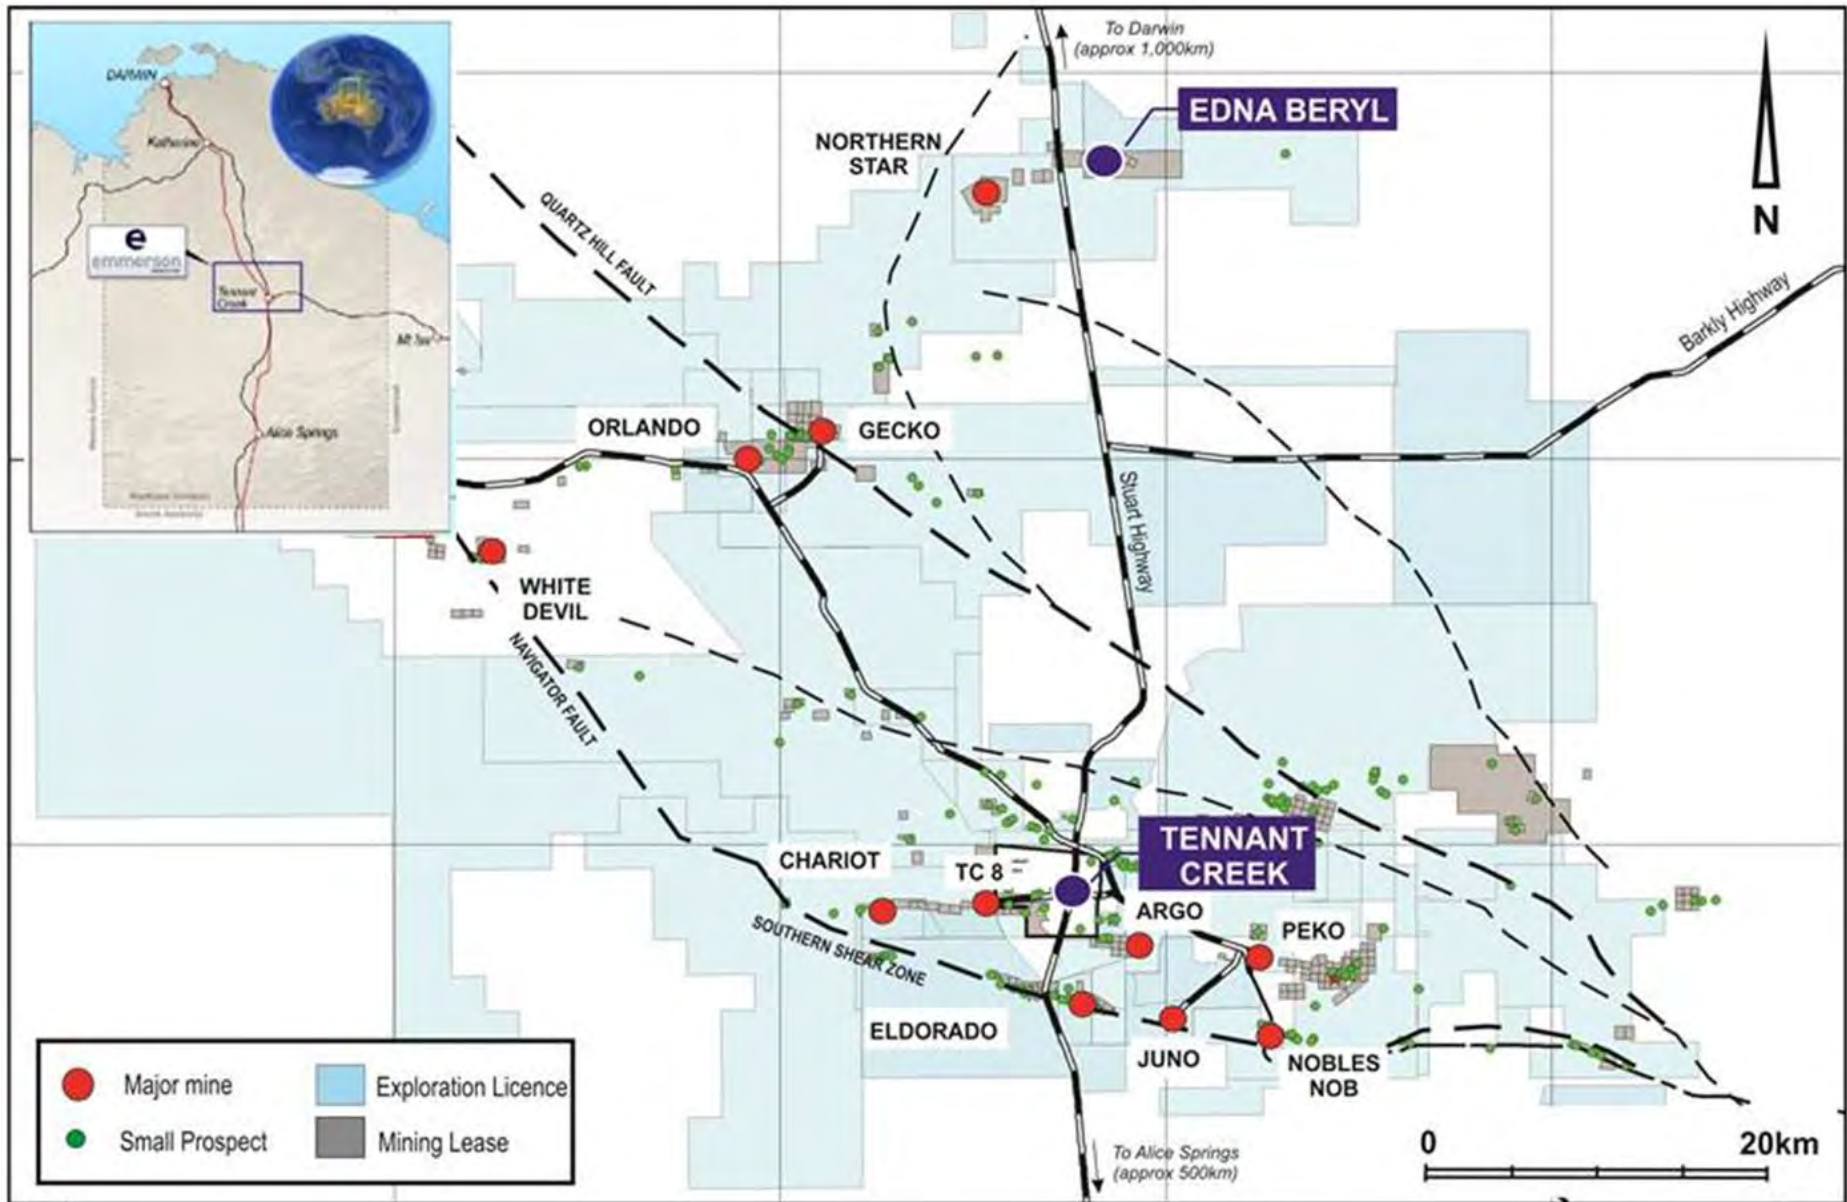 To Darwin
(approx 1,000km)
EDNA BERYL
NORTHERN
STAR
N
DARWIN
Katherine
e
emmerson
Tennant
Creek
Mt Isa
Alice Springs
QUARTZ HILL FAULT
Barkly Highway
ORLANDO
GECKO
Stuart Highway
WHITE
DEVIL
NAVIGATOR FAULT
TENNANT
CREEK
CHARIOT
TC 8
ARGO
PEKO
SOUTHERN SHEAR ZONE
ELDORADO
JUNO
NOBLES
NOB
Major mine
Exploration Licence
Small Prospect
Mining Lease
To Alice Springs
(approx 500km)
0
20km